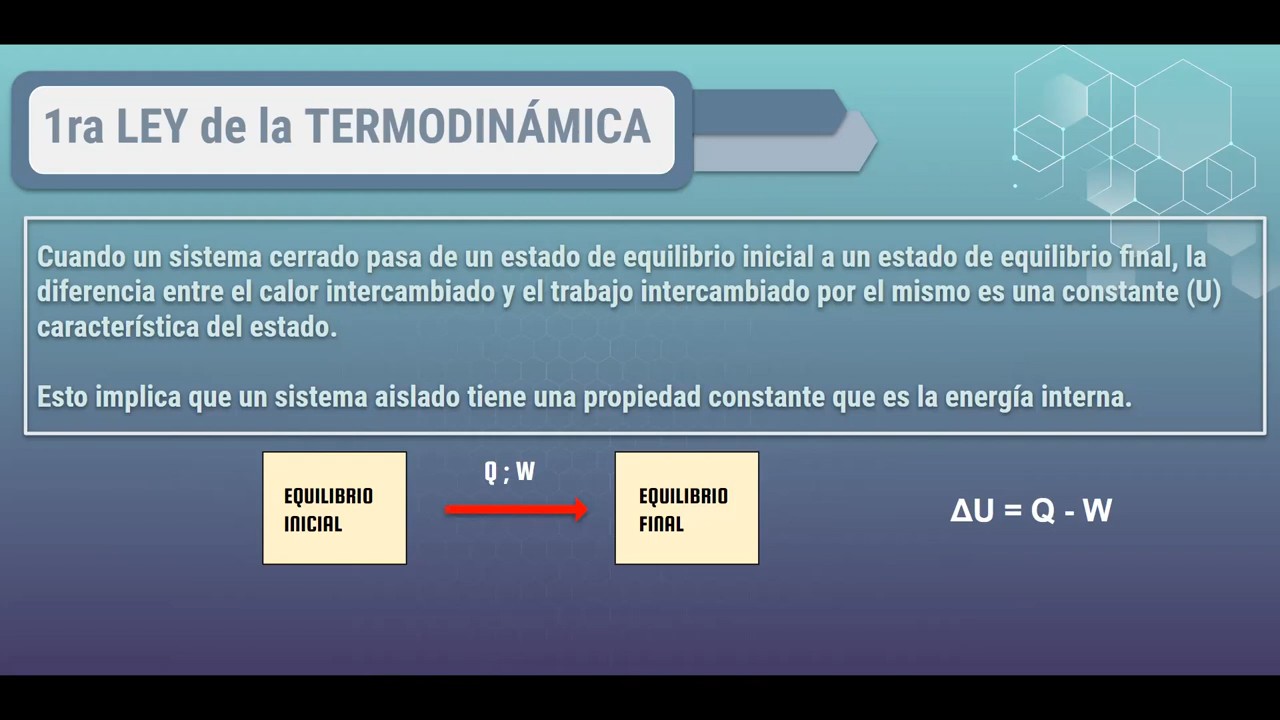 1ra LEY de la TERMODINÁMICA
Cuando un sistema cerrado pasa de un estado de equilibrio inicial a un estado de equilibrio final, la
diferencia entre el calor intercambiado y el trabajo intercambiado por el mismo es una constante (U)
característica del estado.
Esto implica que un sistema aislado tiene una propiedad constante que es la energía interna.
EQUILIBRIO
INICIAL
Q ; W
EQUILIBRIO
FINAL
ΔU = Q - W